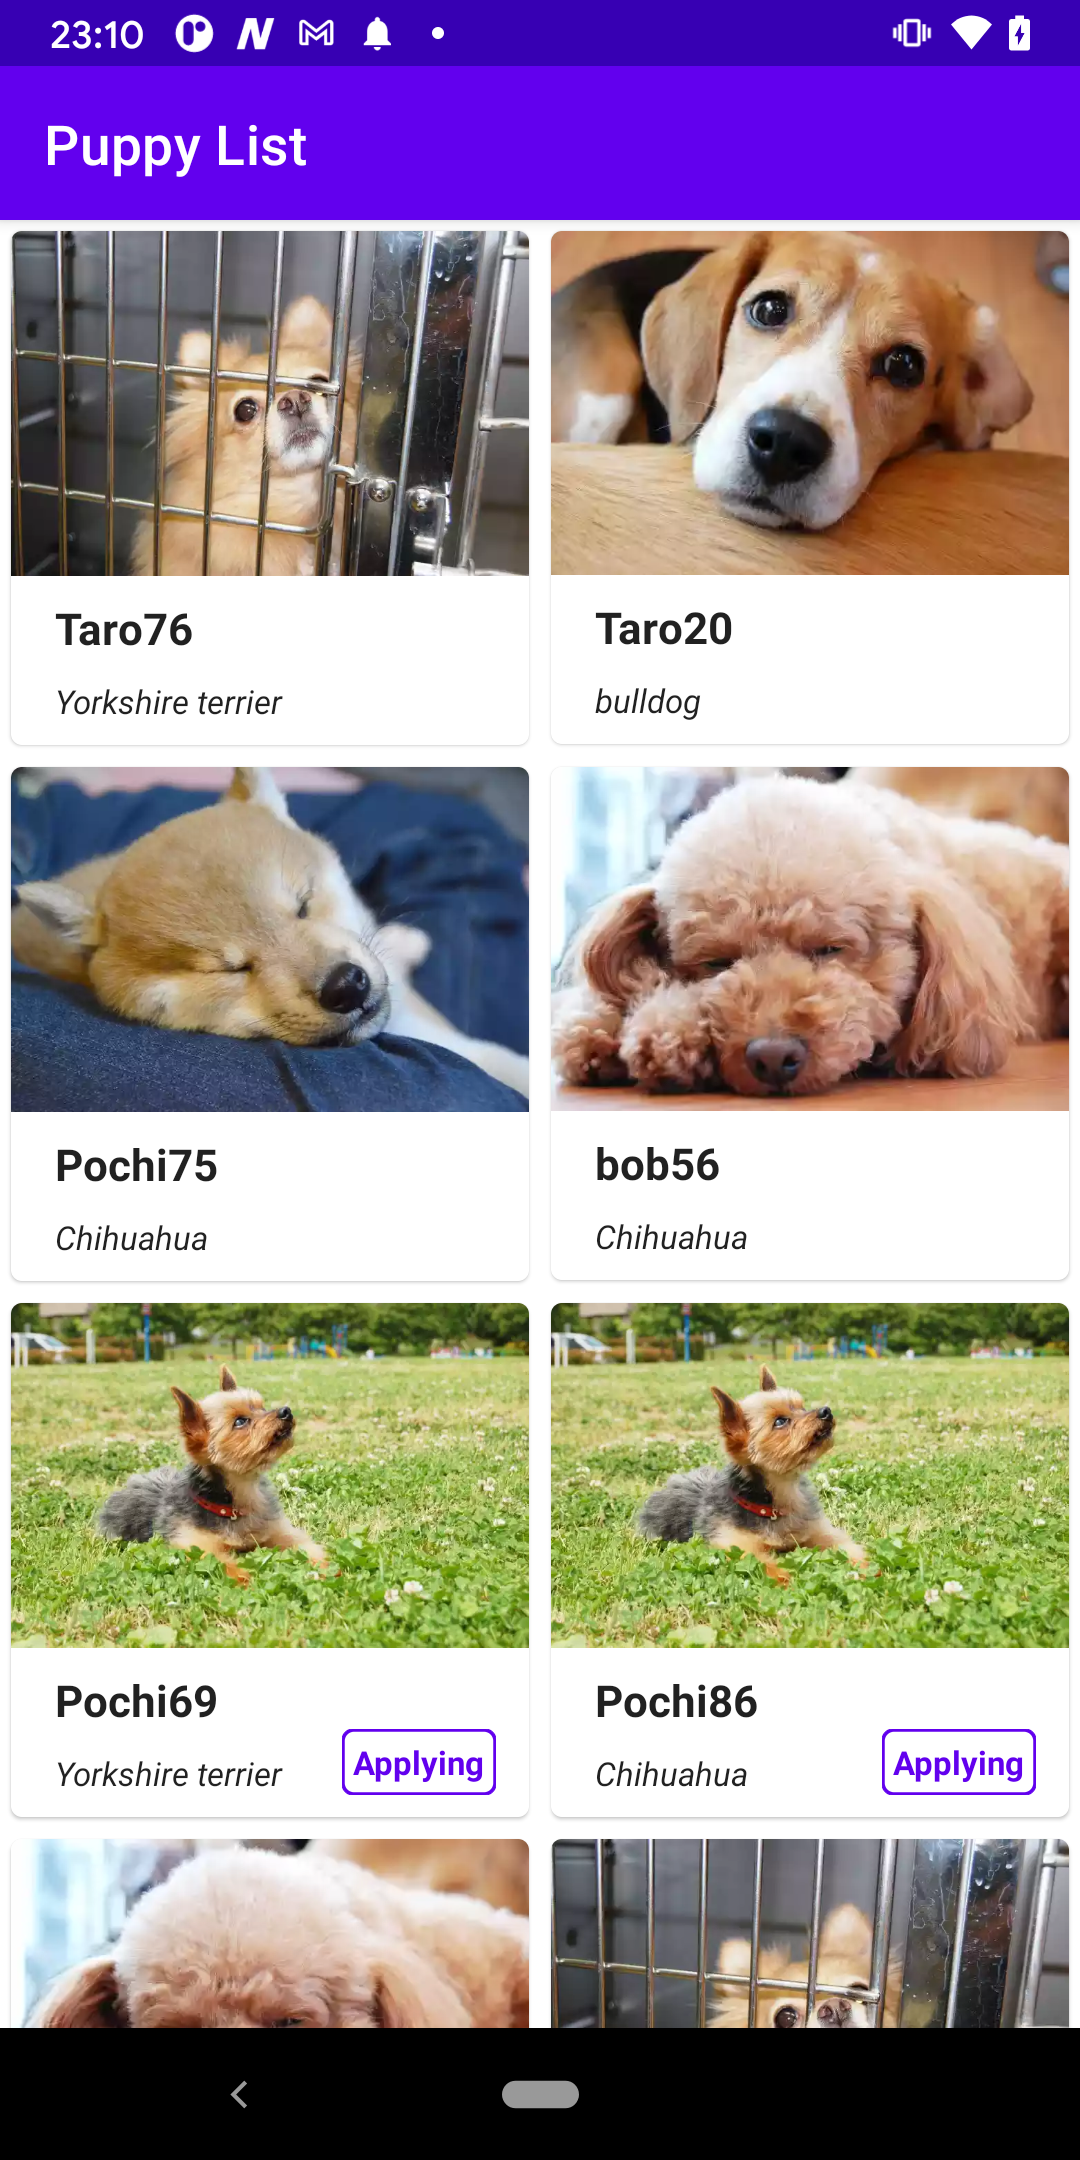 23:10
Puppy List
Taro76
Taro20
Yorkshire terrier
bulldog
Pochi75
bob56
Chihuahua
Chihuahua
Pochi69
Pochi86
Yorkshire terrier
Applying
Chihuahua
Applying